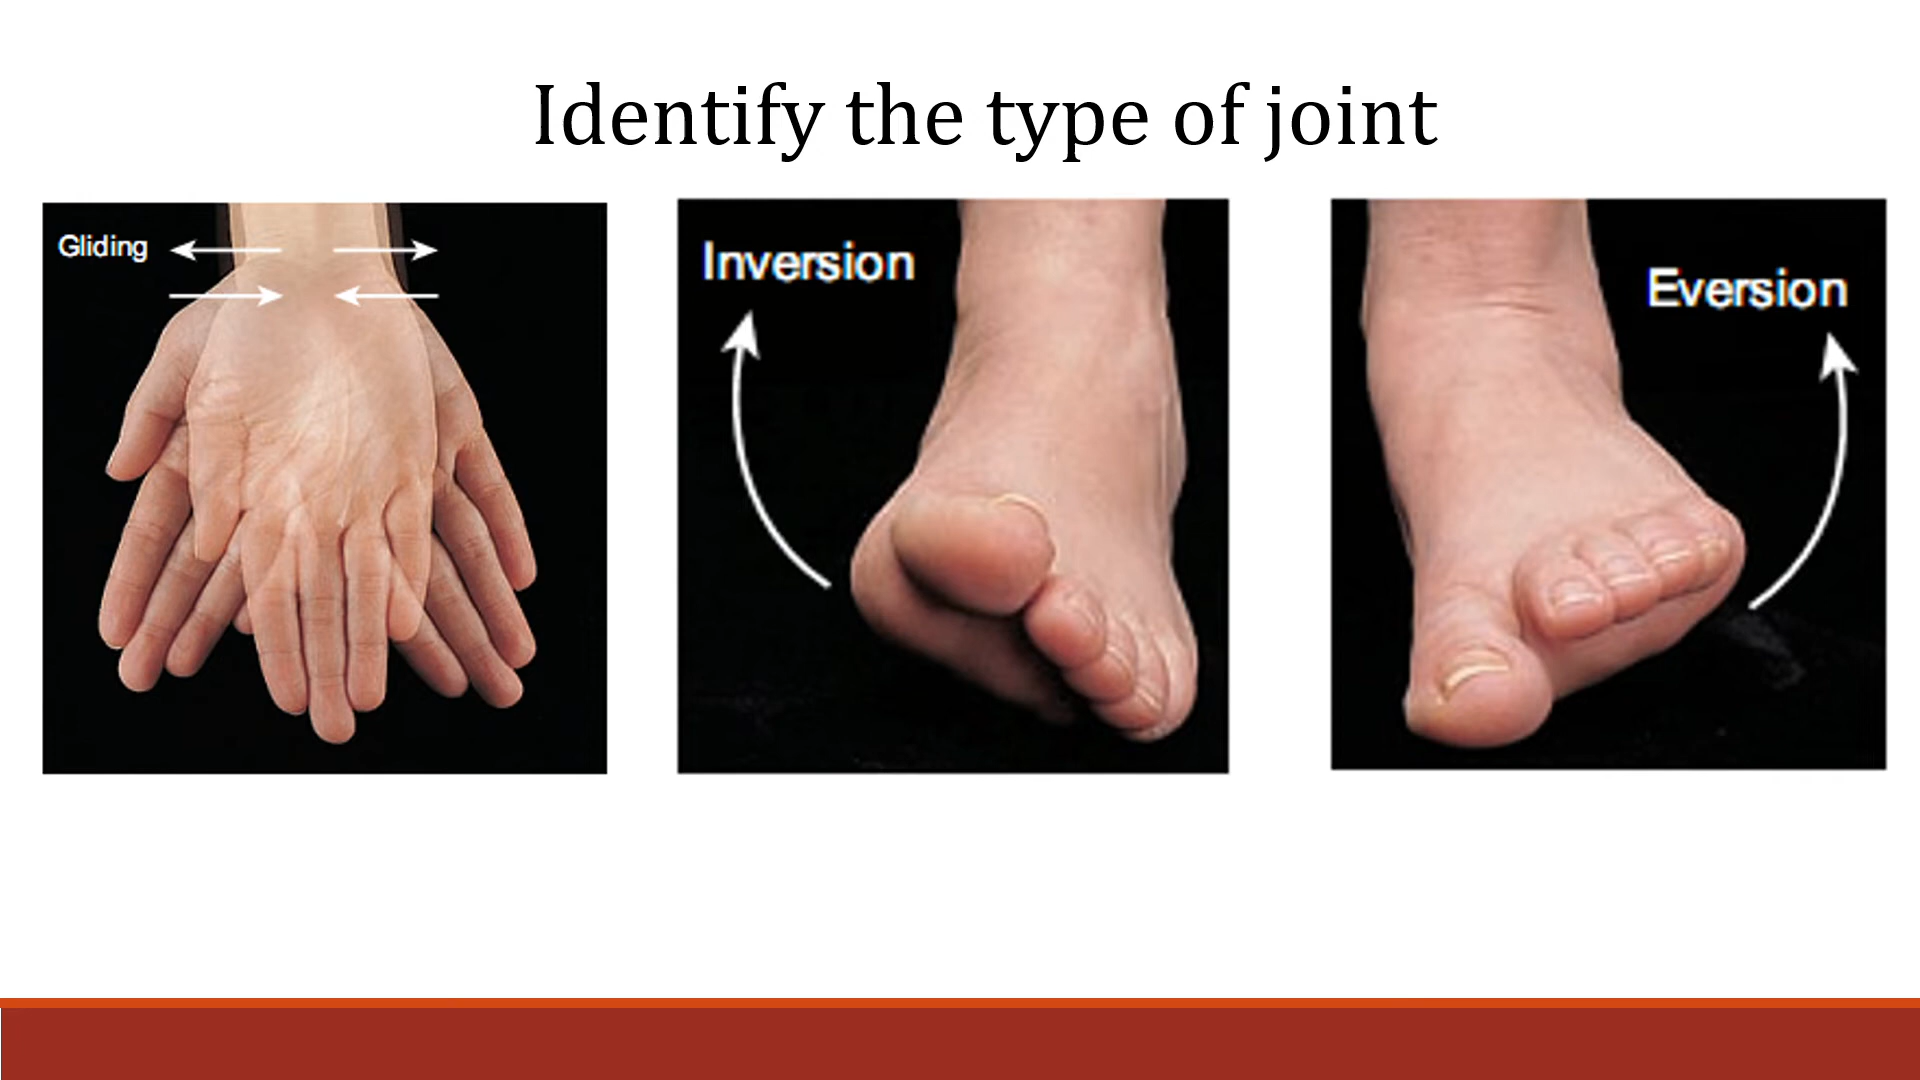 Identify the type of joint
Gliding
Inversion
Eversion